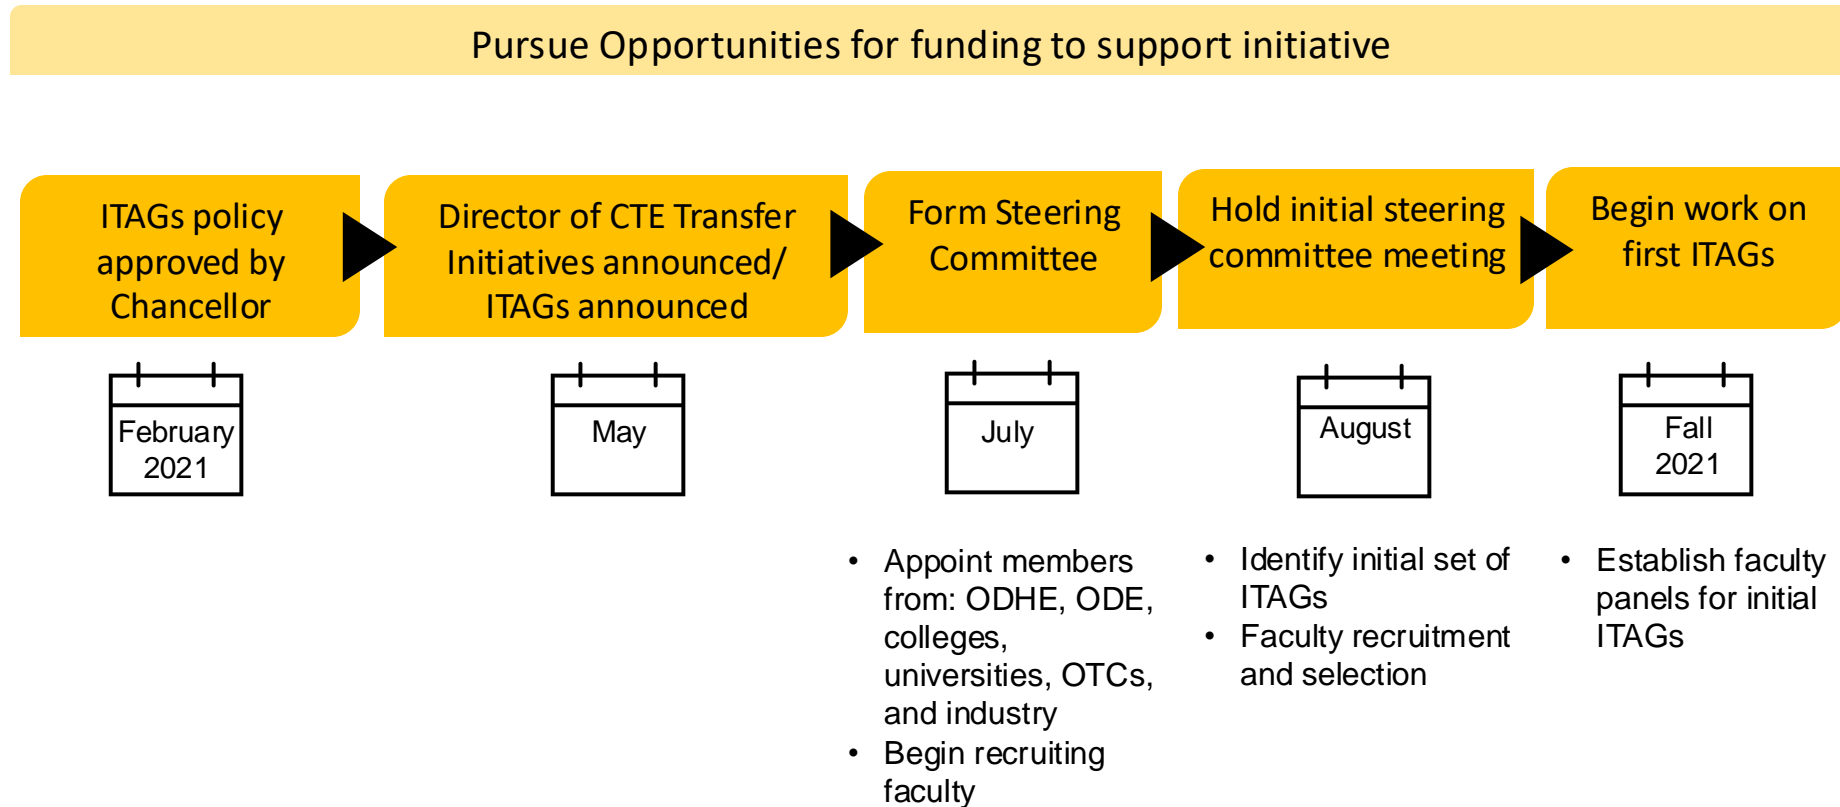 Pursue Opportunities for funding to support initiative
ITAGs policy
approved by
Chancellor
Director of CTE Transfer
Initiatives announced/
ITAGs announced
Form Steering
Committee
Hold initial steering
committee meeting
Begin work on
first ITAGs
February
2021
May
July
August
Fall
2021
• Appoint members
from: ODHE, ODE,
colleges,
universities, OTCs,
and industry
• Begin recruiting
faculty
• Identify initial set of
ITAGs
• Faculty recruitment
and selection
• Establish faculty
panels for initial
ITAGs